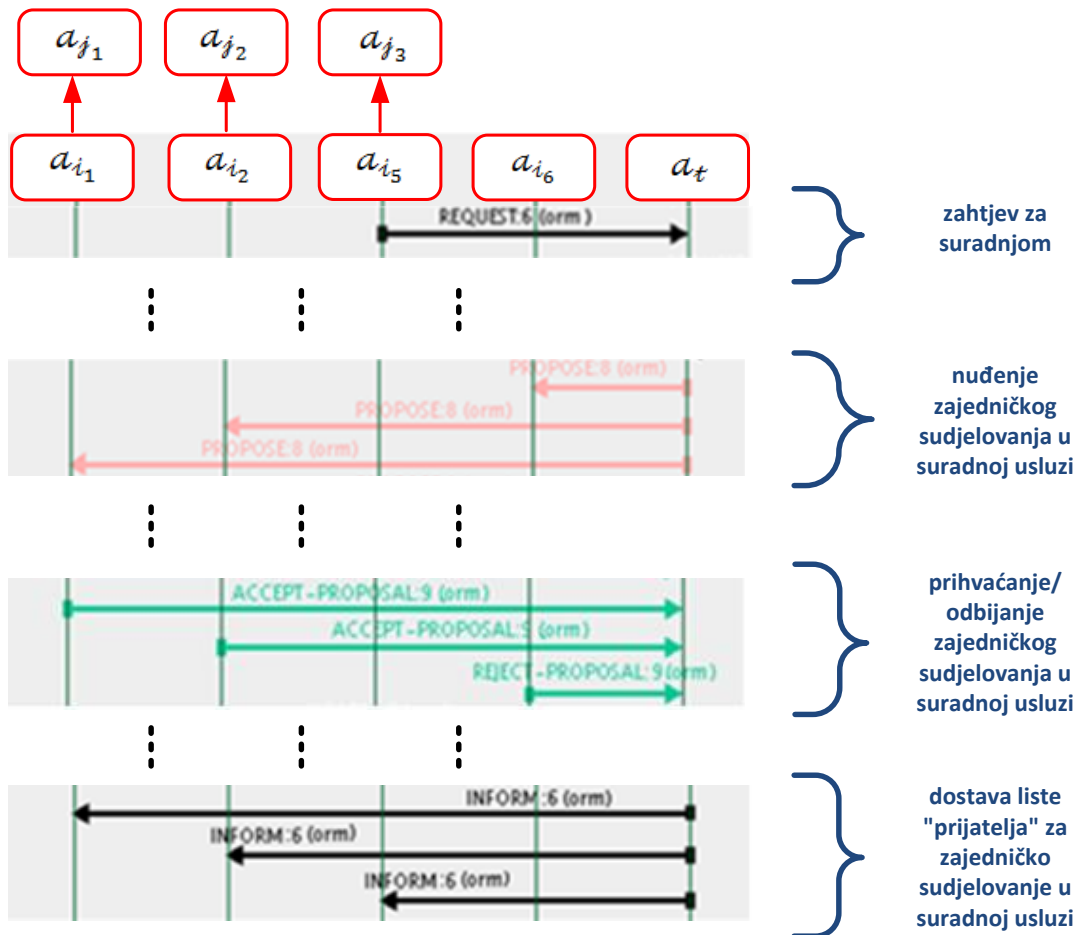 a_{j_1} a_{j_2} a_{j_3}
a_{i_1} a_{i_2} a_{i_5} a_{i_6} a_t
REQUEST:6 (orm )
zahtjev za
suradnjom
PROPOSE:8 (orm)
PROPOSE:8 (orm)
PROPOSE:8 (orm)
nuđenje
zajedničkog
sudjelovanja u
suradnoj usluzi
ACCEPT-PROPOSAL:9 (orm)
ACCEPT-PROPOSAL:9 (orm)
REJECT-PROPOSAL:9 (orm)
prihvaćanje/
odbijanje
zajedničkog
sudjelovanja u
suradnoj usluzi
INFORM:6 (orm)
INFORM:6 (orm)
INFORM:6 (orm)
dostava liste
"prijatelja" za
zajedničko
sudjelovanje u
suradnoj usluzi